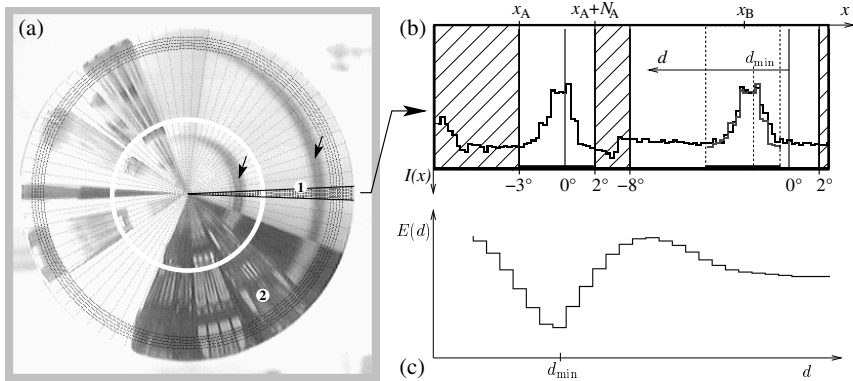 (a)
1
2
(b)
x_A x_A+N_A x_B x
d d_min
I(x)
−3° 0° 2° −8° 0° 2°
E(d)
(c)
d_min d